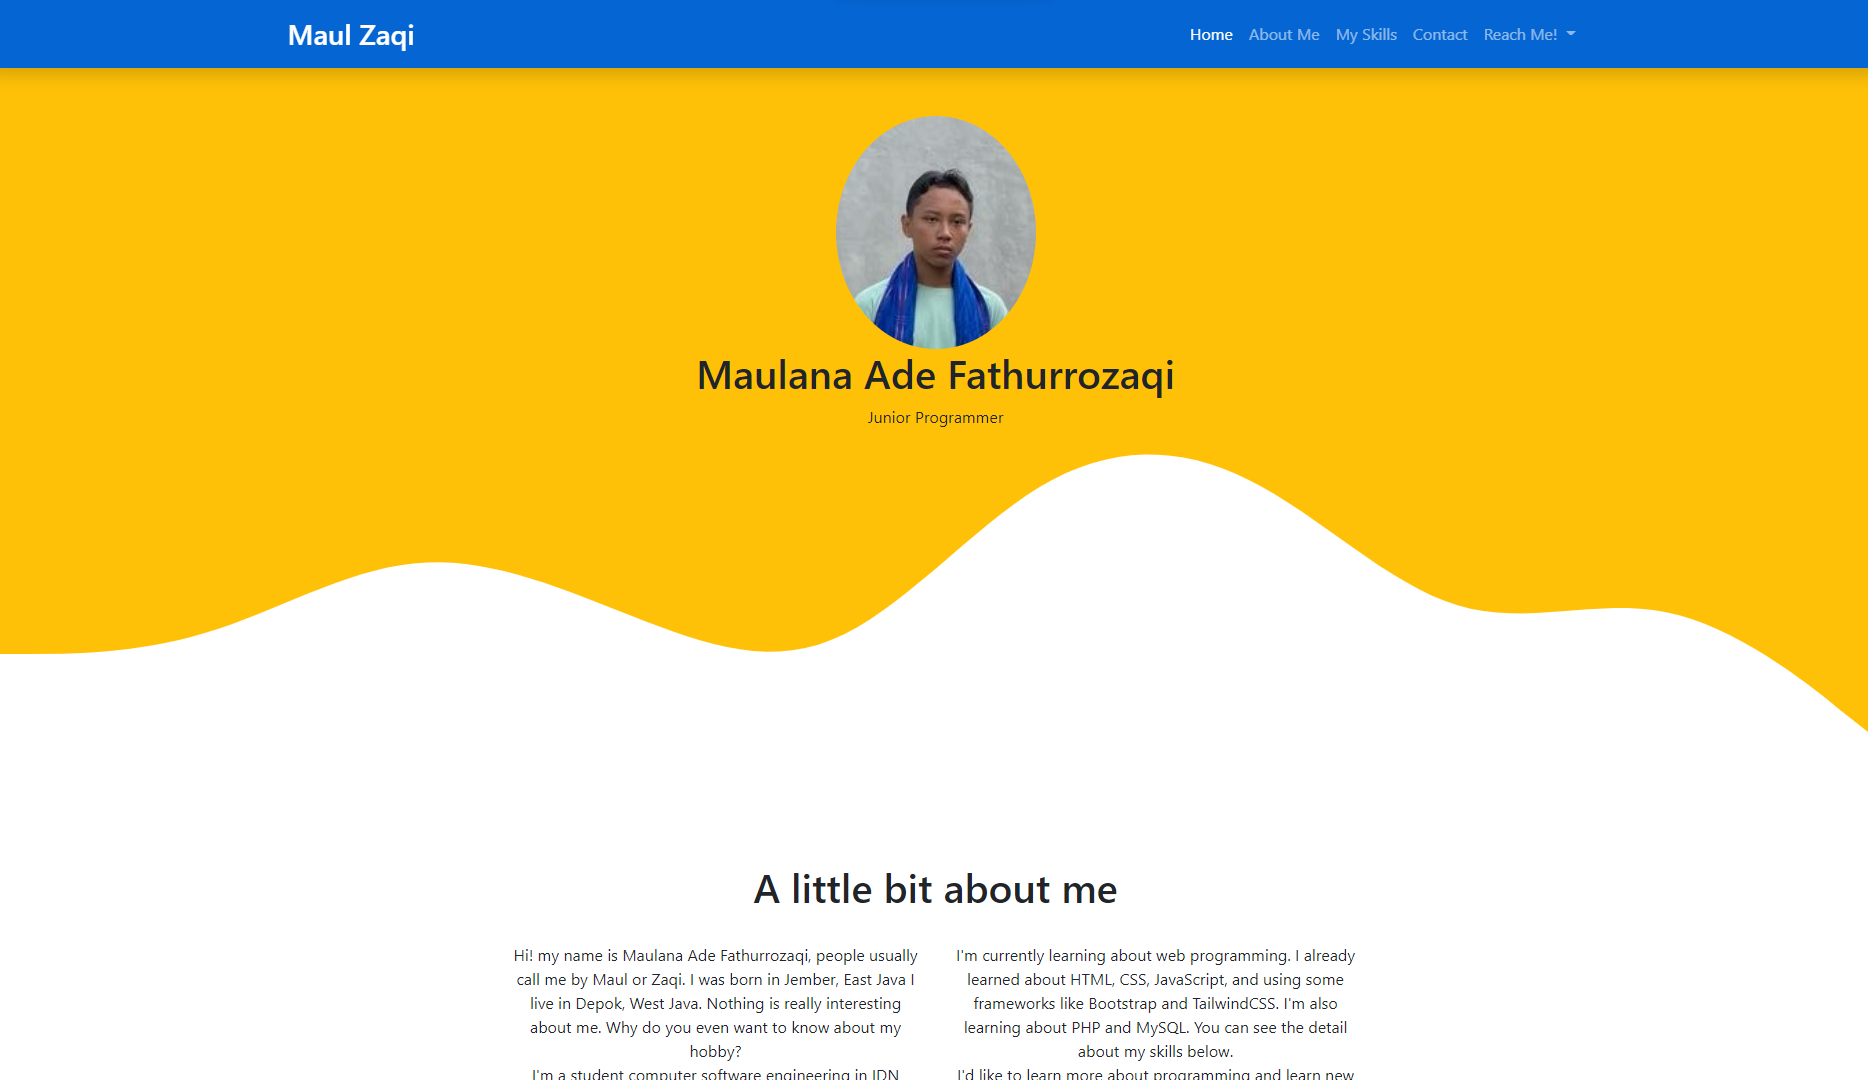 Maul Zaqi
Home About Me My Skills Contact Reach Me!
Maulana Ade Fathurrozaqi
Junior Programmer
A little bit about me
Hi! my name is Maulana Ade Fathurrozaqi, people usually
call me by Maul or Zaqi. I was born in Jember, East Java I
live in Depok, West Java. Nothing is really interesting
about me. Why do you even want to know about my
hobby?
I'm a student computer software engineering in IDN
I'm currently learning about web programming. I already
learned about HTML, CSS, JavaScript, and using some
frameworks like Bootstrap and TailwindCSS. I'm also
learning about PHP and MySQL. You can see the detail
about my skills below.
I'd like to learn more about programming and learn new